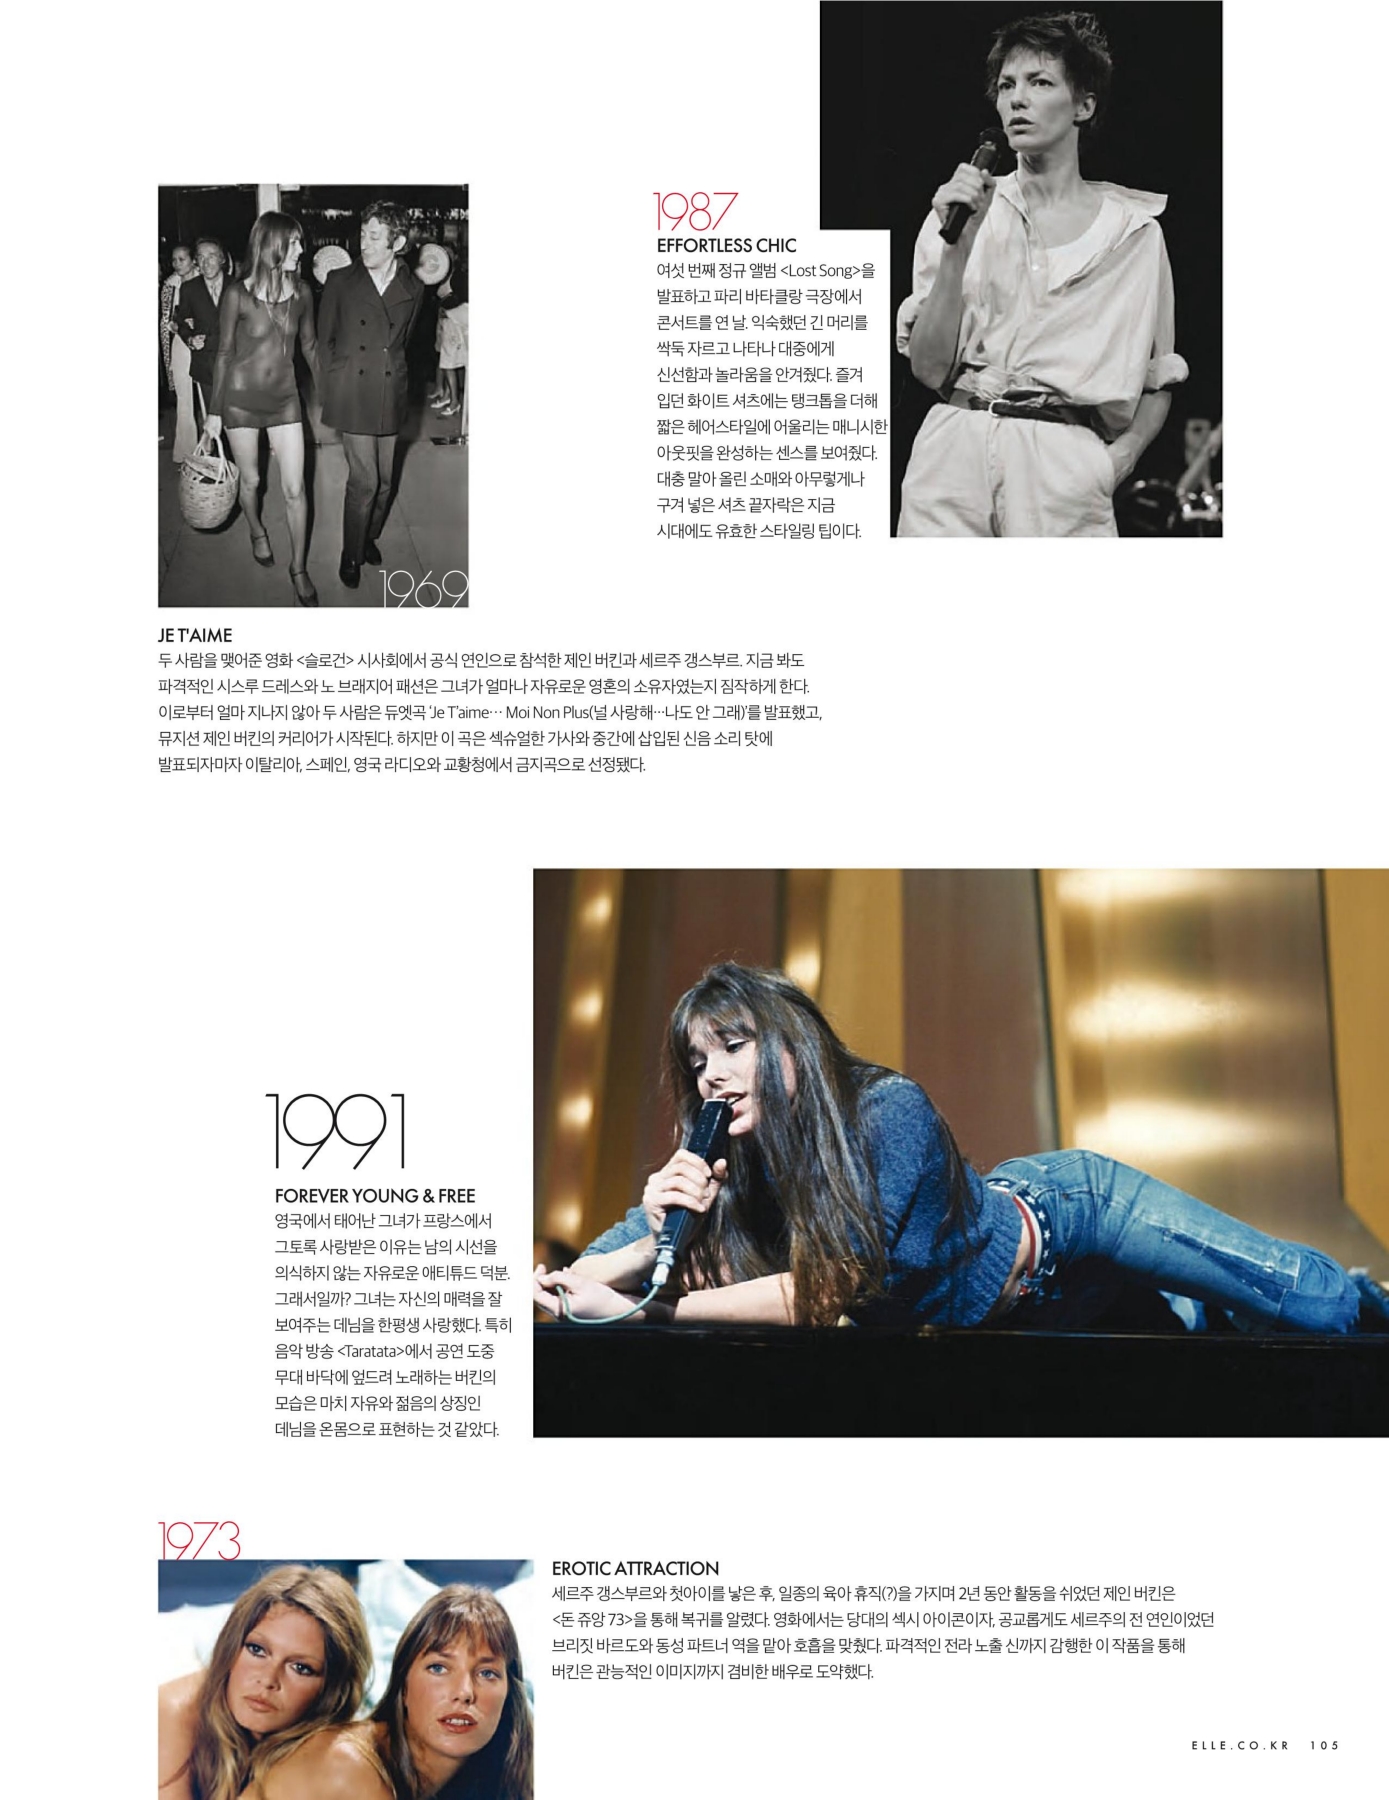 1987
EFFORTLESS CHIC
여섯 번째 정규 앨범 <Lost Song>을
발표하고 파리 바타클랑 극장에서
콘서트를 연 날. 익숙했던 긴 머리를
싹둑 자르고 나타나 대중에게
신선함과 놀라움을 안겨줬다. 즐겨
입던 화이트 셔츠에는 탱크톱을 더해
짧은 헤어스타일에 어울리는 매니시한
아웃핏을 완성하는 센스를 보여줬다.
대충 말아 올린 소매와 아무렇게나
구겨 넣은 셔츠 끝자락은 지금
시대에도 유효한 스타일링 팁이다.
1969
JE T'AIME
두 사람을 맺어준 영화 <슬로건> 시사회에서 공식 연인으로 참석한 제인 버킨과 세르주 갱스부르. 지금 봐도
파격적인 시스루 드레스와 노 브래지어 패션은 그녀가 얼마나 자유로운 영혼의 소유자였는지 짐작하게 한다.
이로부터 얼마 지나지 않아 두 사람은 듀엣곡 ‘Je T’aime… Moi Non Plus(널 사랑해…나도 안 그래)’를 발표했고,
뮤지션 제인 버킨의 커리어가 시작된다. 하지만 이 곡은 섹슈얼한 가사와 중간에 삽입된 신음 소리 탓에
발표되자마자 이탈리아, 스페인, 영국 라디오와 교황청에서 금지곡으로 선정됐다.
1991
FOREVER YOUNG & FREE
영국에서 태어난 그녀가 프랑스에서
그토록 사랑받은 이유는 남의 시선을
의식하지 않는 자유로운 애티튜드 덕분.
그래서일까? 그녀는 자신의 매력을 잘
보여주는 데님을 한평생 사랑했다. 특히
음악 방송 <Taratata>에서 공연 도중
무대 바닥에 엎드려 노래하는 버킨의
모습은 마치 자유와 젊음의 상징인
데님을 온몸으로 표현하는 것 같았다.
1973
EROTIC ATTRACTION
세르주 갱스부르와 첫아이를 낳은 후, 일종의 육아 휴직(?)을 가지며 2년 동안 활동을 쉬었던 제인 버킨은
<돈 쥬앙 73>을 통해 복귀를 알렸다. 영화에서는 당대의 섹시 아이콘이자, 공교롭게도 세르주의 전 연인이었던
브리짓 바르도와 동성 파트너 역을 맡아 호흡을 맞췄다. 파격적인 전라 노출 신까지 감행한 이 작품을 통해
버킨은 관능적인 이미지까지 겸비한 배우로 도약했다.
ELLE.CO.KR 105